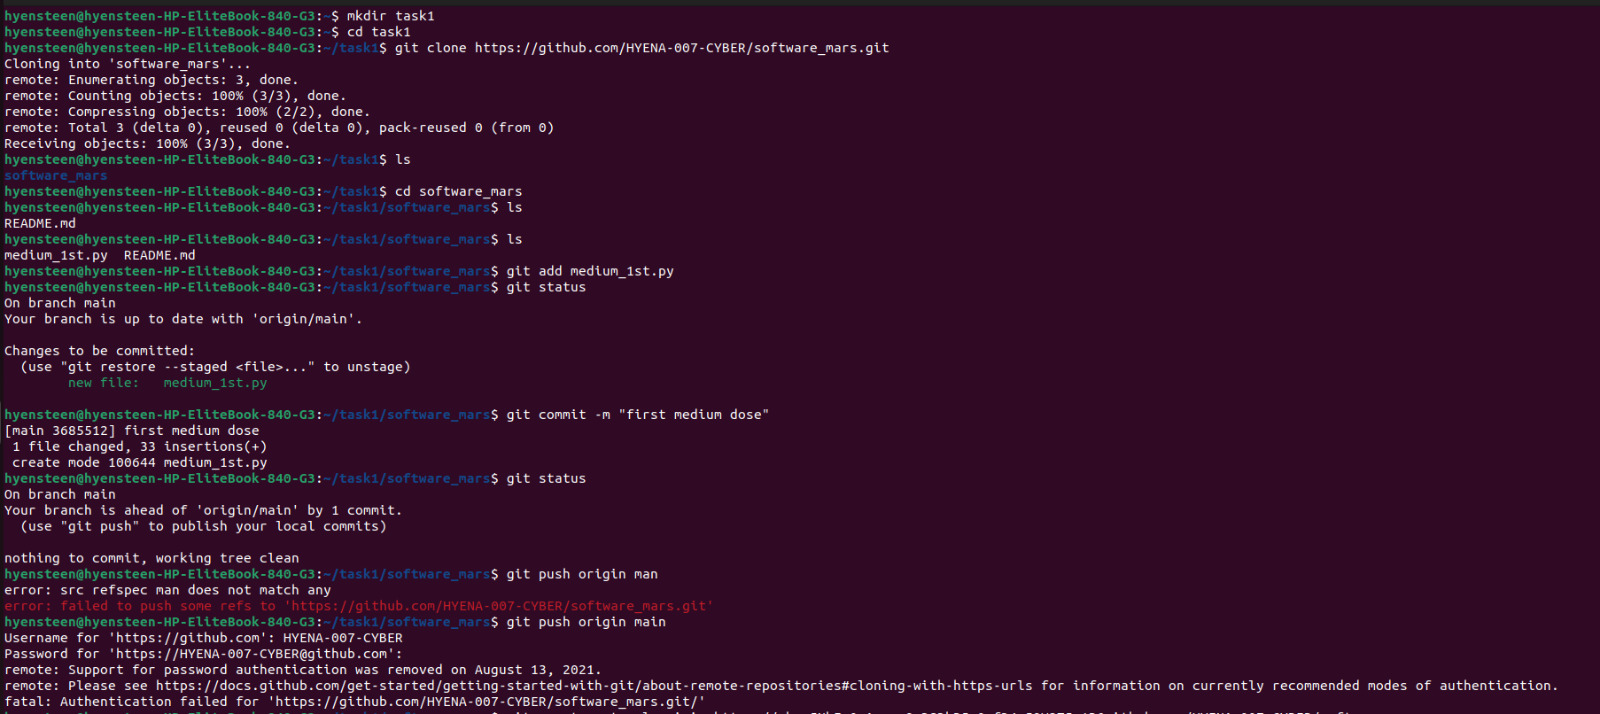 hyensteen@hyensteen-HP-EliteBook-840-G3:~$ mkdir task1
hyensteen@hyensteen-HP-EliteBook-840-G3:~$ cd task1
hyensteen@hyensteen-HP-EliteBook-840-G3:~/task1$ git clone https://github.com/HYENA-007-CYBER/software_mars.git
Cloning into 'software_mars'...
remote: Enumerating objects: 3, done.
remote: Counting objects: 100% (3/3), done.
remote: Compressing objects: 100% (2/2), done.
remote: Total 3 (delta 0), reused 0 (delta 0), pack-reused 0 (from 0)
Receiving objects: 100% (3/3), done.
hyensteen@hyensteen-HP-EliteBook-840-G3:~/task1$ ls
software_mars
hyensteen@hyensteen-HP-EliteBook-840-G3:~/task1$ cd software_mars
hyensteen@hyensteen-HP-EliteBook-840-G3:~/task1/software_mars$ ls
README.md
hyensteen@hyensteen-HP-EliteBook-840-G3:~/task1/software_mars$ ls
medium_1st.py  README.md
hyensteen@hyensteen-HP-EliteBook-840-G3:~/task1/software_mars$ git add medium_1st.py
hyensteen@hyensteen-HP-EliteBook-840-G3:~/task1/software_mars$ git status
On branch main
Your branch is up to date with 'origin/main'.
Changes to be committed:
  (use "git restore --staged <file>..." to unstage)
        new file:   medium_1st.py
hyensteen@hyensteen-HP-EliteBook-840-G3:~/task1/software_mars$ git commit -m "first medium dose"
[main 3685512] first medium dose
 1 file changed, 33 insertions(+)
 create mode 100644 medium_1st.py
hyensteen@hyensteen-HP-EliteBook-840-G3:~/task1/software_mars$ git status
On branch main
Your branch is ahead of 'origin/main' by 1 commit.
  (use "git push" to publish your local commits)
nothing to commit, working tree clean
hyensteen@hyensteen-HP-EliteBook-840-G3:~/task1/software_mars$ git push origin man
error: src refspec man does not match any
error: failed to push some refs to 'https://github.com/HYENA-007-CYBER/software_mars.git'
hyensteen@hyensteen-HP-EliteBook-840-G3:~/task1/software_mars$ git push origin main
Username for 'https://github.com': HYENA-007-CYBER
Password for 'https://HYENA-007-CYBER@github.com':
remote: Support for password authentication was removed on August 13, 2021.
remote: Please see https://docs.github.com/get-started/getting-started-with-git/about-remote-repositories#cloning-with-https-urls for information on currently recommended modes of authentication.
fatal: Authentication failed for 'https://github.com/HYENA-007-CYBER/software_mars.git/'